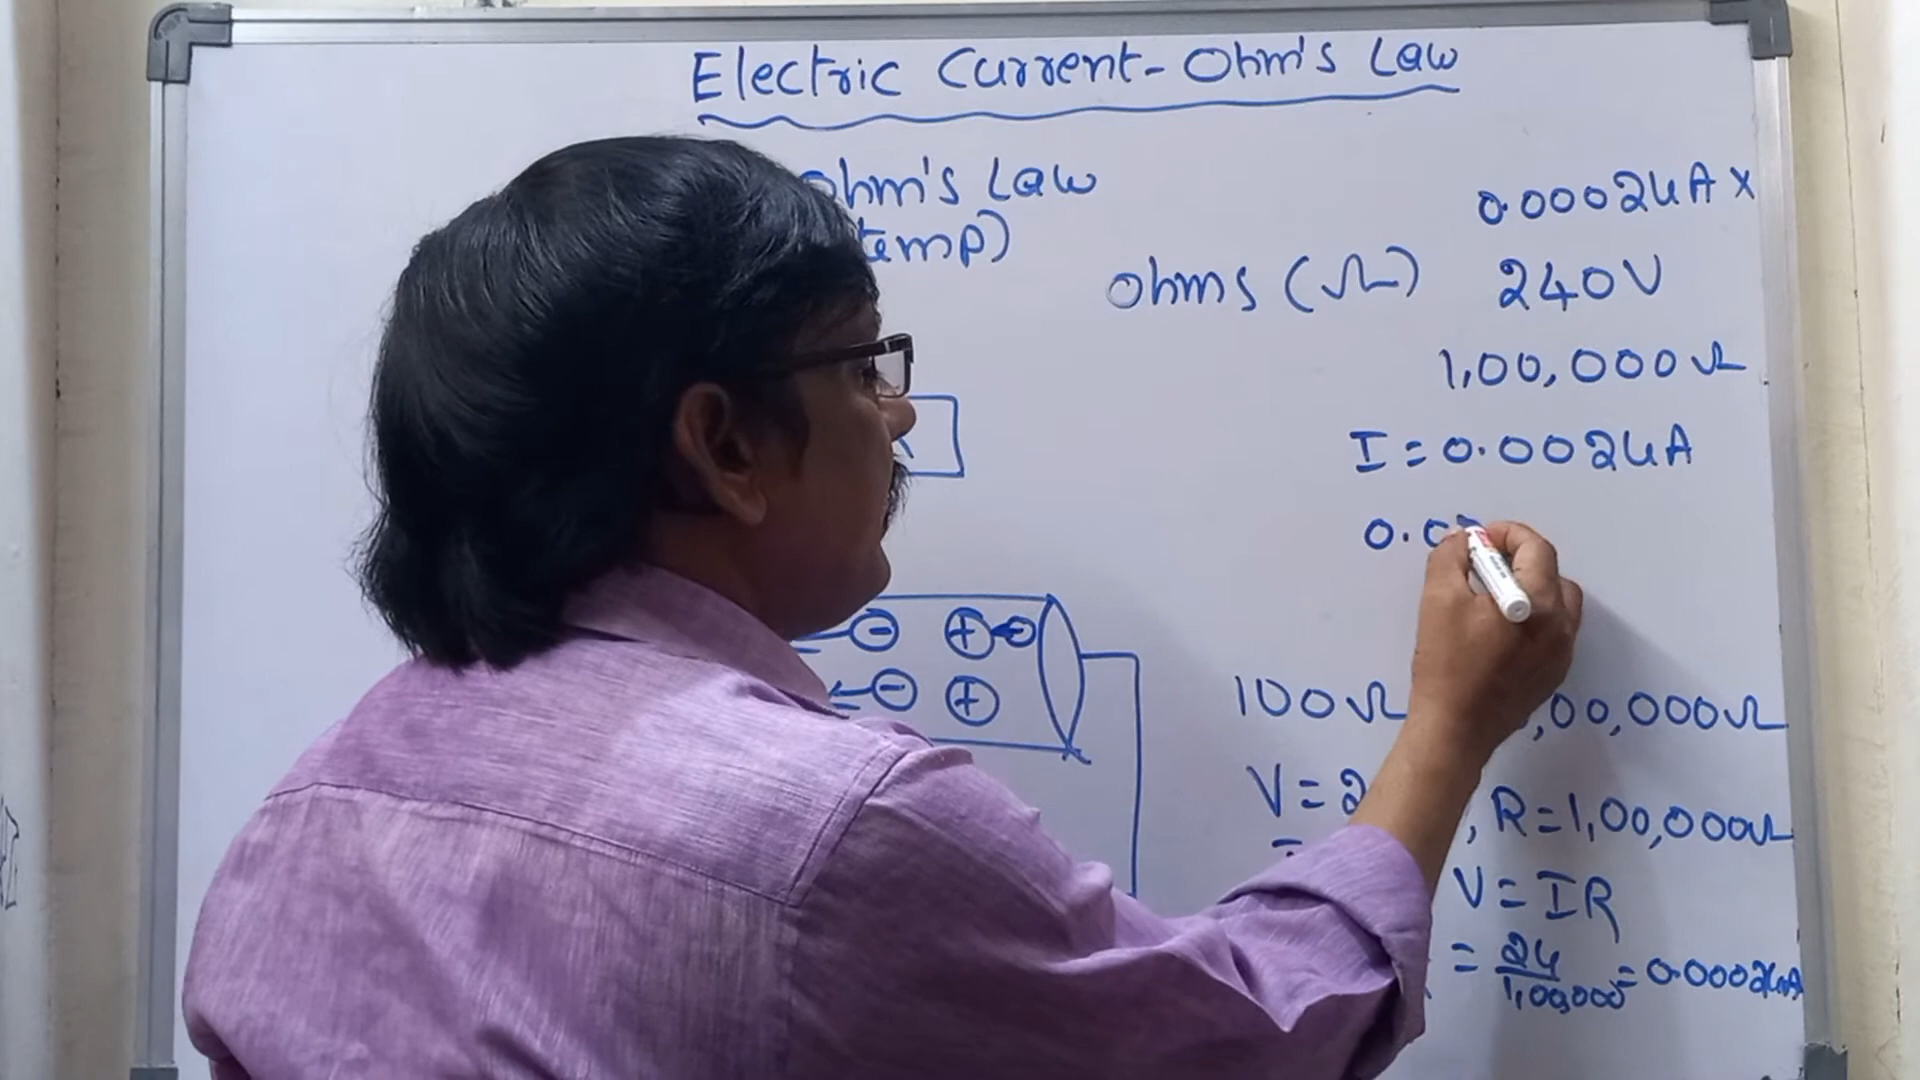 Electric Current - Ohm's Law
Ohm's Law
temp)
0.00024A X
ohms (Ω) 240V
1,00,000Ω
I = 0.0024A
0.0
100Ω ,00,000Ω
V = 2 , R = 1,00,000Ω
V = IR
= 24/1,00,000 = 0.00024A